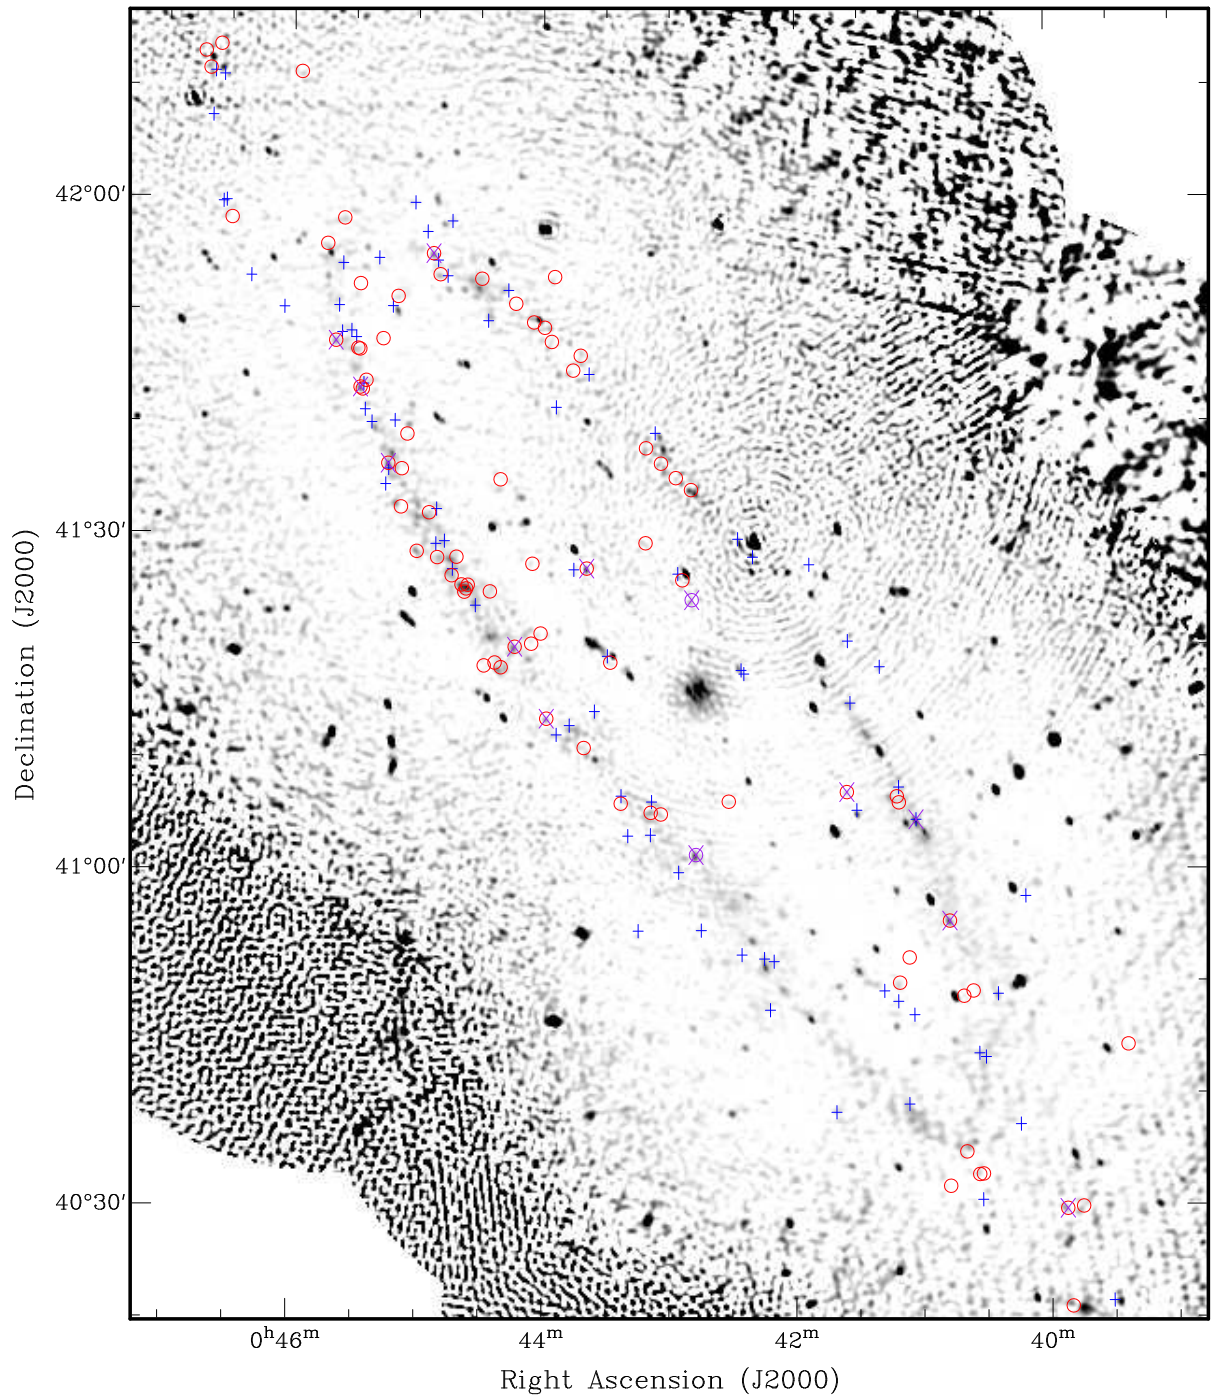 42°00′
41°30′
41°00′
40°30′
Declination (J2000)
0ʰ46ᵐ 44ᵐ 42ᵐ 40ᵐ
Right Ascension (J2000)